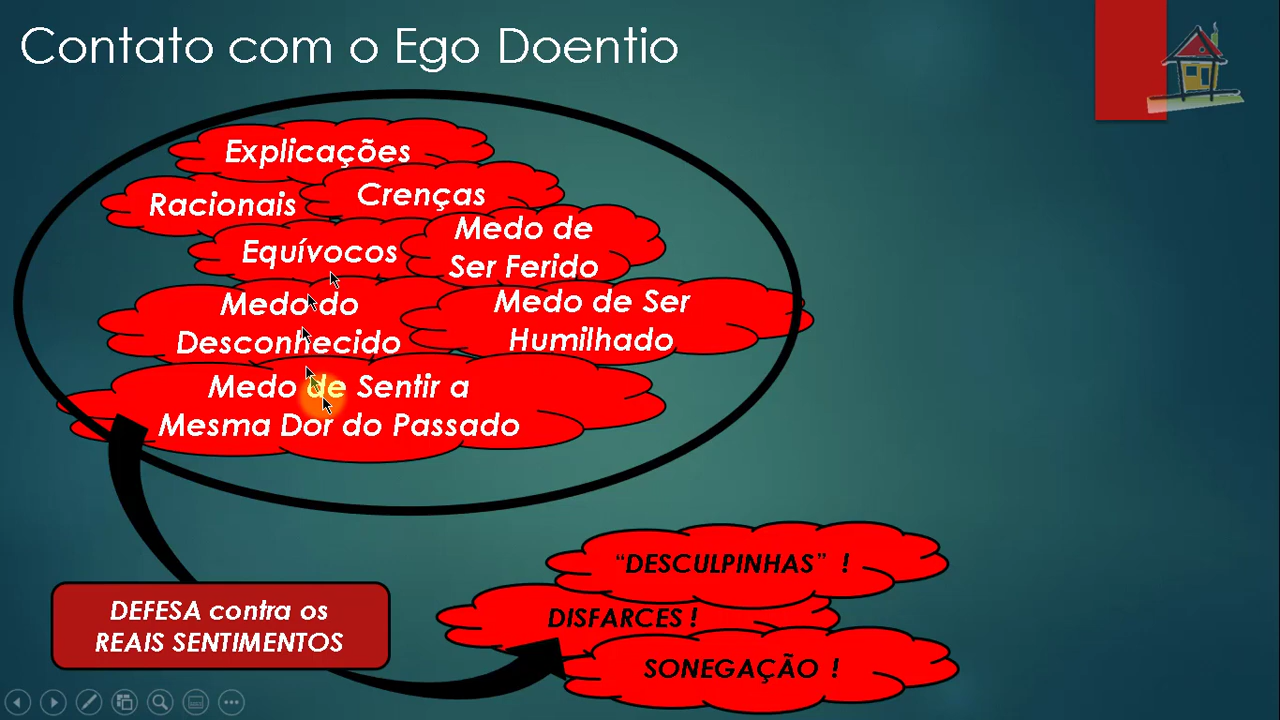 Contato com o Ego Doentio
Explicações
Racionais
Crenças
Equívocos
Medo de
Ser Ferido
Medo do
Desconhecido
Medo de Ser
Humilhado
Medo de Sentir a
Mesma Dor do Passado
DEFESA contra os
REAIS SENTIMENTOS
“DESCULPINHAS” !
DISFARCES !
SONEGAÇÃO !